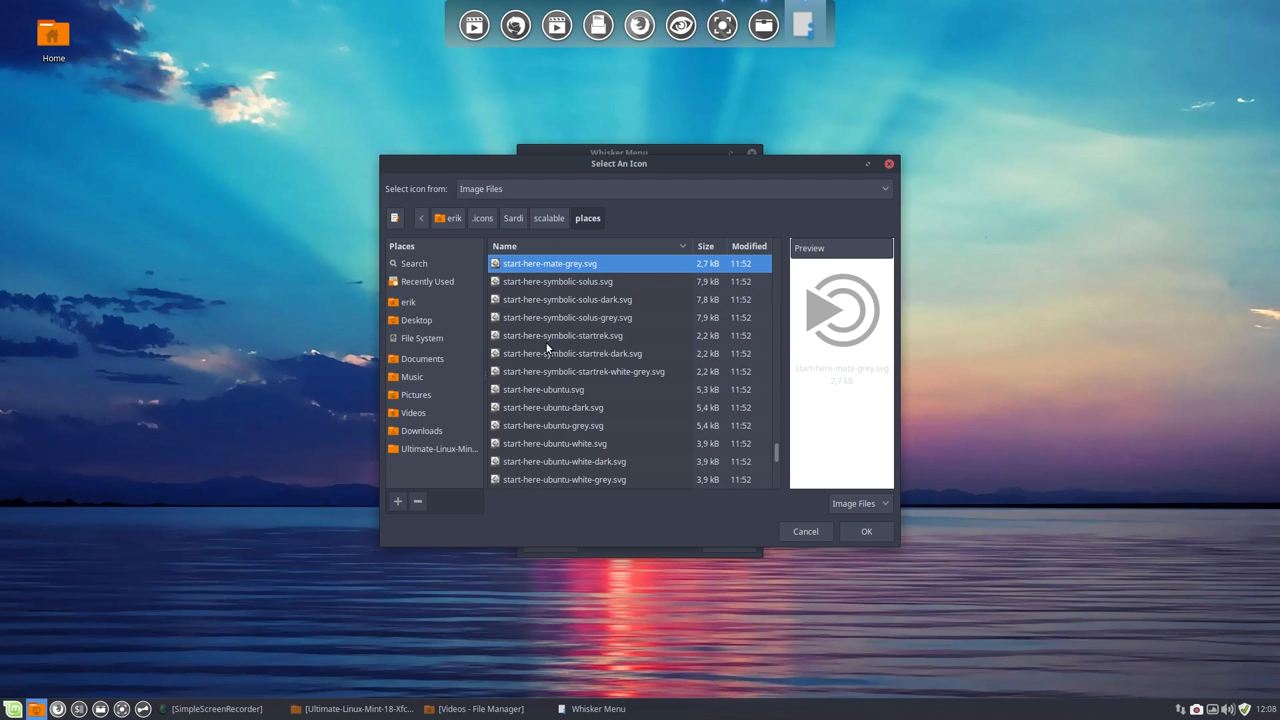 Home
Whisker Menu
Select An Icon
Select icon from: Image Files
erik .icons Sardi scalable places
Places
Search
Recently Used
erik
Desktop
File System
Documents
Music
Pictures
Videos
Downloads
Ultimate-Linux-Min...
Name Size Modified
start-here-mate-grey.svg 2,7 kB 11:52
start-here-symbolic-solus.svg 7,9 kB 11:52
start-here-symbolic-solus-dark.svg 7,8 kB 11:52
start-here-symbolic-solus-grey.svg 7,9 kB 11:52
start-here-symbolic-startrek.svg 2,2 kB 11:52
start-here-symbolic-startrek-dark.svg 2,2 kB 11:52
start-here-symbolic-startrek-white-grey.svg 2,2 kB 11:52
start-here-ubuntu.svg 5,3 kB 11:52
start-here-ubuntu-dark.svg 5,4 kB 11:52
start-here-ubuntu-grey.svg 5,4 kB 11:52
start-here-ubuntu-white.svg 3,9 kB 11:52
start-here-ubuntu-white-dark.svg 3,9 kB 11:52
start-here-ubuntu-white-grey.svg 3,9 kB 11:52
Preview
start-here-mate-grey.svg
2,7 kB
Image Files
Cancel OK
[SimpleScreenRecorder] [Ultimate-Linux-Mint-18-Xfc... [Videos - File Manager] Whisker Menu 12:08